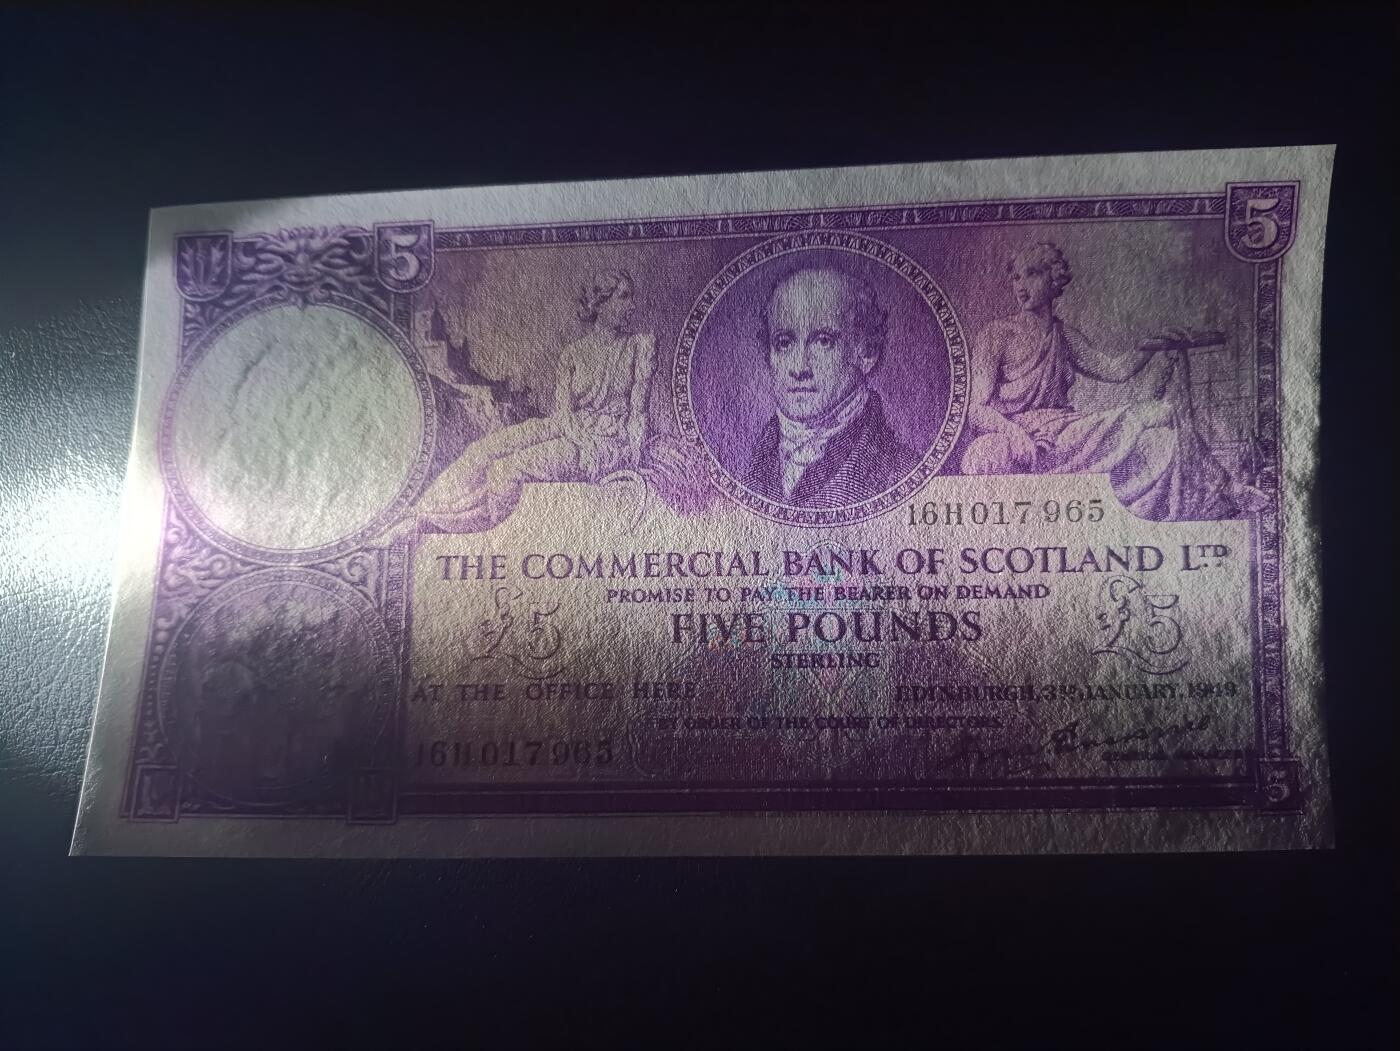 5
5
16H017965
THE COMMERCIAL BANK OF SCOTLAND LTD
PROMISE TO PAY THE BEARER ON DEMAND
£5 FIVE POUNDS £5
STERLING
AT THE OFFICE HERE EDINBURGH, 3RD JANUARY, 1949
BY ORDER OF THE COURT OF DIRECTORS
16H017965
5